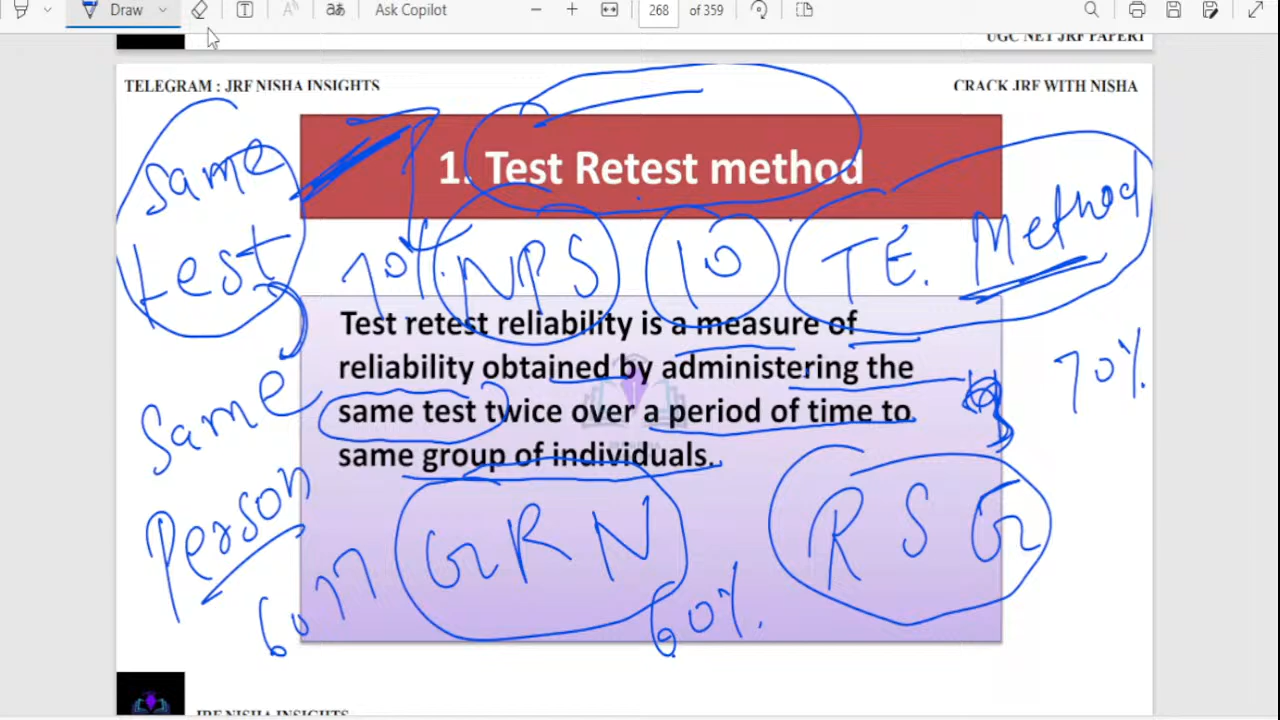 Draw
Ask Copilot
268 of 359
UGC NET JRF PAPER1
TELEGRAM : JRF NISHA INSIGHTS
CRACK JRF WITH NISHA
1. Test Retest method
same
test
70%
NPS
10
TE. Method
Test retest reliability is a measure of
reliability obtained by administering the
same test twice over a period of time to
same group of individuals.
70%
same
Person
GRN
60%
RSG
JRF NISHA INSIGHTS